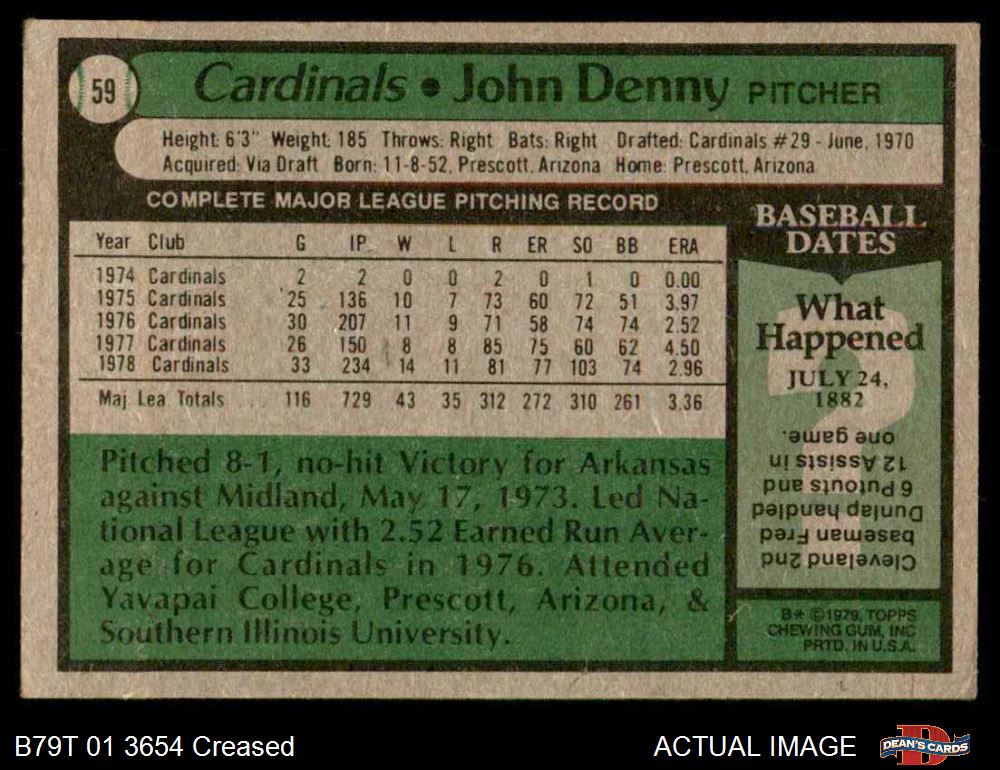 59
Cardinals • John Denny PITCHER
Height: 6'3" Weight: 185 Throws: Right Bats: Right Drafted: Cardinals #29 - June, 1970
Acquired: Via Draft Born: 11-8-52, Prescott, Arizona Home: Prescott, Arizona
COMPLETE MAJOR LEAGUE PITCHING RECORD
Year Club G IP W L R ER SO BB ERA
1974 Cardinals 2 2 0 0 2 0 1 0 0.00
1975 Cardinals 25 136 10 7 73 60 72 51 3.97
1976 Cardinals 30 207 11 9 71 58 74 74 2.52
1977 Cardinals 26 150 8 8 85 75 60 62 4.50
1978 Cardinals 33 234 14 11 81 77 103 74 2.96
Maj. Lea. Totals ... 116 729 43 35 312 272 310 261 3.36
Pitched 8-1, no-hit Victory for Arkansas
against Midland, May 17, 1973. Led Na-
tional League with 2.52 Earned Run Aver-
age for Cardinals in 1976. Attended
Yavapai College, Prescott, Arizona, &
Southern Illinois University.
BASEBALL
DATES
What
Happened
JULY 24,
1882
Cleveland 2nd
baseman Fred
Dunlap handled
6 Putouts and
12 Assists in
one game.
B* ©1979, TOPPS
CHEWING GUM, INC
PRTD. IN U.S.A.
B79T 01 3654 Creased
ACTUAL IMAGE
DEAN'S CARDS